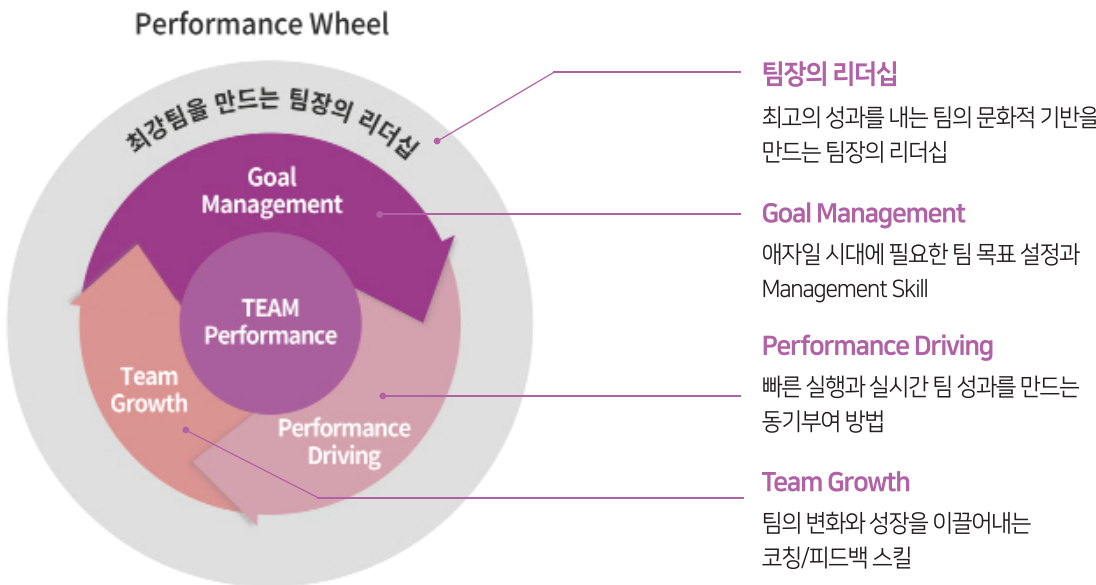 Performance Wheel
최강팀을 만드는 팀장의 리더십
Goal
Management
TEAM
Performance
Team
Growth
Performance
Driving
팀장의 리더십
최고의 성과를 내는 팀의 문화적 기반을
만드는 팀장의 리더십
Goal Management
애자일 시대에 필요한 팀 목표 설정과
Management Skill
Performance Driving
빠른 실행과 실시간 팀 성과를 만드는
동기부여 방법
Team Growth
팀의 변화와 성장을 이끌어내는
코칭/피드백 스킬